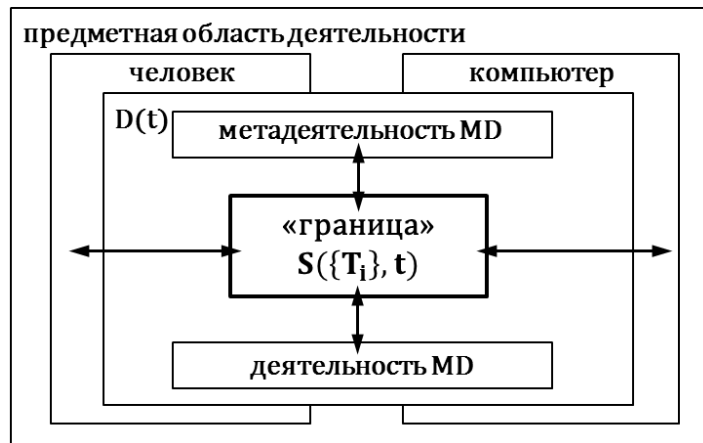 предметная область деятельности
человек
компьютер
D(t)
метадеятельность MD
«граница»
S({Tᵢ}, t)
деятельность MD